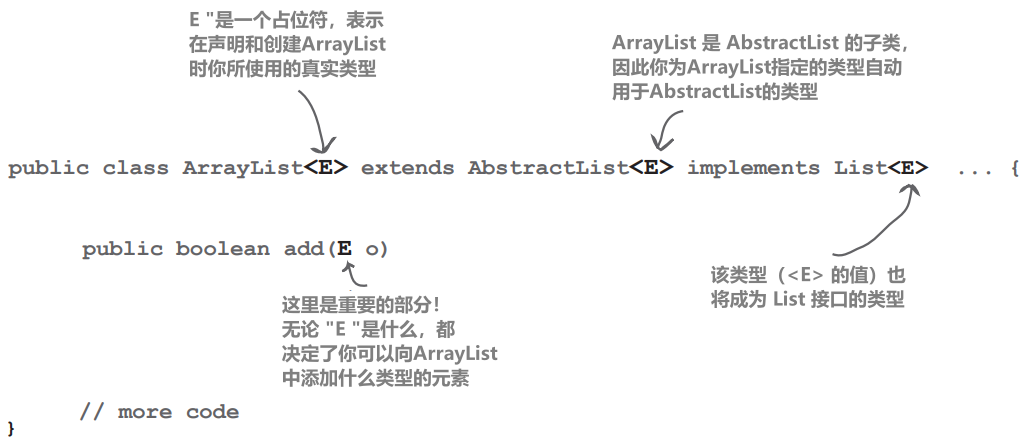 E "是一个占位符，表示
在声明和创建ArrayList
时你所使用的真实类型
ArrayList 是 AbstractList 的子类，
因此你为ArrayList指定的类型自动
用于AbstractList的类型
public class ArrayList<E> extends AbstractList<E> implements List<E> ... {
public boolean add(E o)
该类型（<E> 的值）也
将成为 List 接口的类型
这里是重要的部分！
无论 "E "是什么，都
决定了你可以向ArrayList
中添加什么类型的元素
// more code
}